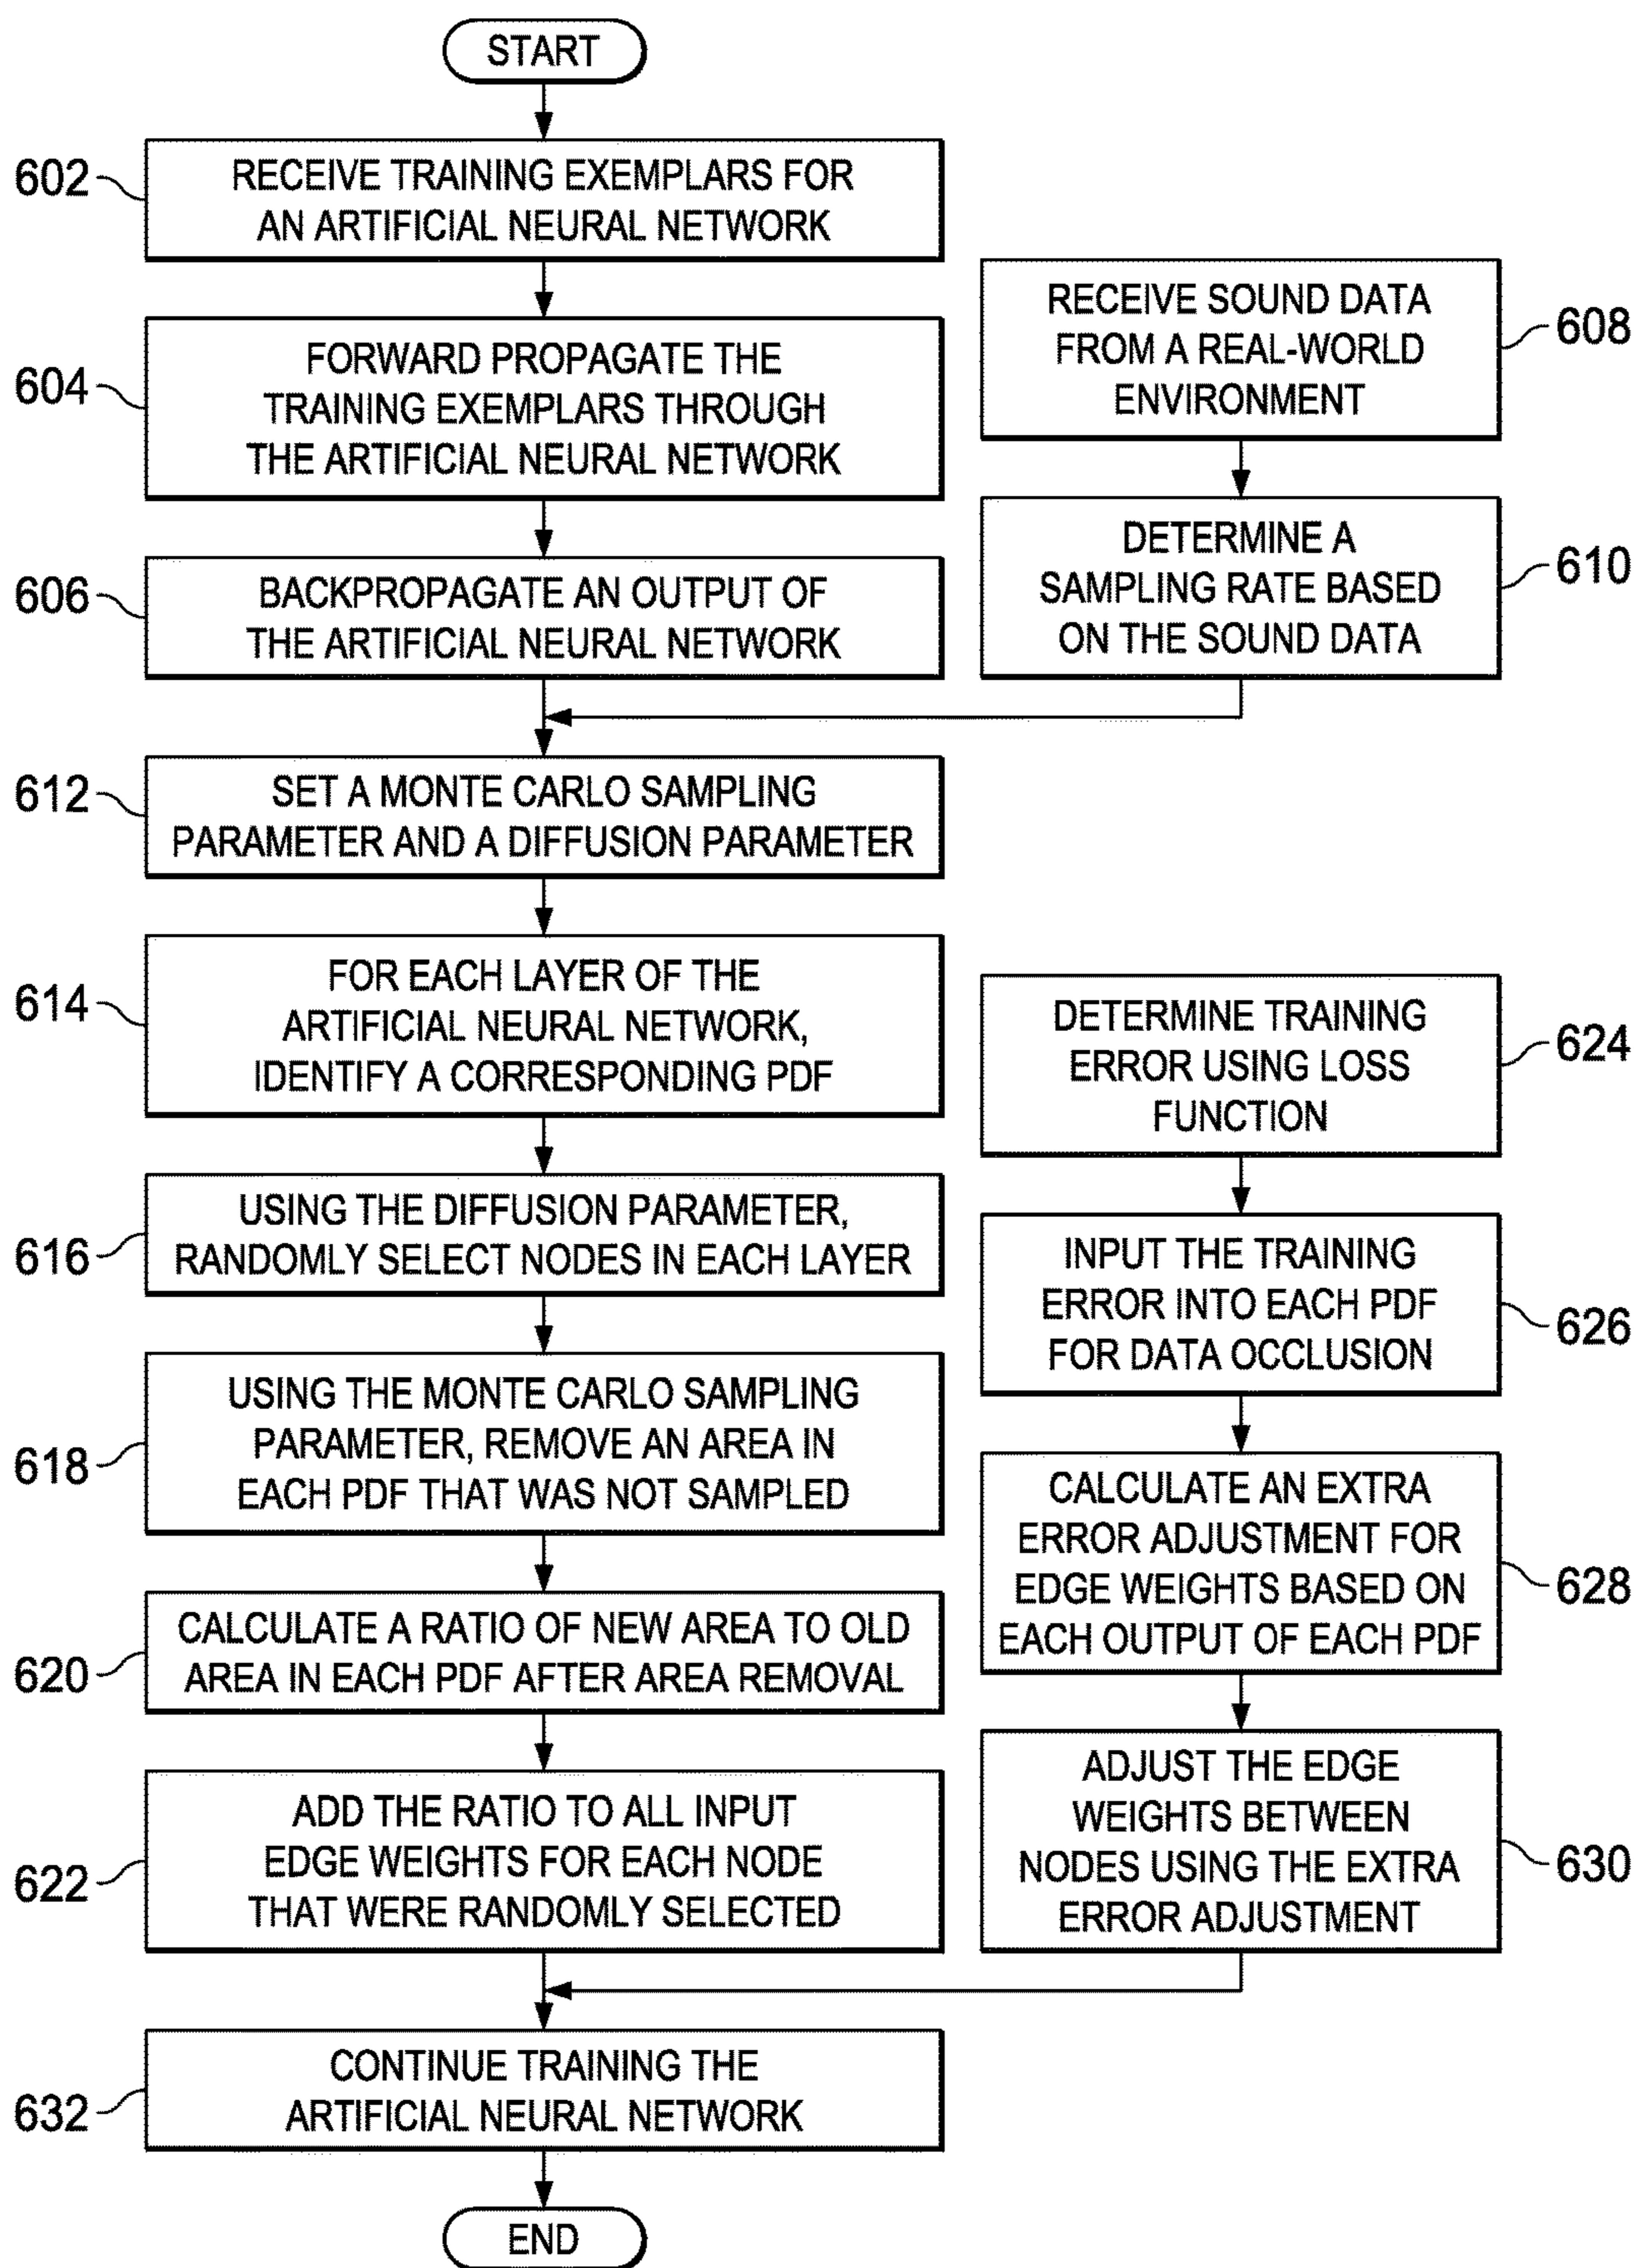 START
602
RECEIVE TRAINING EXEMPLARS FOR
AN ARTIFICIAL NEURAL NETWORK
604
FORWARD PROPAGATE THE
TRAINING EXEMPLARS THROUGH
THE ARTIFICIAL NEURAL NETWORK
606
BACKPROPAGATE AN OUTPUT OF
THE ARTIFICIAL NEURAL NETWORK
RECEIVE SOUND DATA
FROM A REAL-WORLD
ENVIRONMENT
608
DETERMINE A
SAMPLING RATE BASED
ON THE SOUND DATA
610
612
SET A MONTE CARLO SAMPLING
PARAMETER AND A DIFFUSION PARAMETER
614
FOR EACH LAYER OF THE
ARTIFICIAL NEURAL NETWORK,
IDENTIFY A CORRESPONDING PDF
616
USING THE DIFFUSION PARAMETER,
RANDOMLY SELECT NODES IN EACH LAYER
618
USING THE MONTE CARLO SAMPLING
PARAMETER, REMOVE AN AREA IN
EACH PDF THAT WAS NOT SAMPLED
620
CALCULATE A RATIO OF NEW AREA TO OLD
AREA IN EACH PDF AFTER AREA REMOVAL
622
ADD THE RATIO TO ALL INPUT
EDGE WEIGHTS FOR EACH NODE
THAT WERE RANDOMLY SELECTED
DETERMINE TRAINING
ERROR USING LOSS
FUNCTION
624
INPUT THE TRAINING
ERROR INTO EACH PDF
FOR DATA OCCLUSION
626
CALCULATE AN EXTRA
ERROR ADJUSTMENT FOR
EDGE WEIGHTS BASED ON
EACH OUTPUT OF EACH PDF
628
ADJUST THE EDGE
WEIGHTS BETWEEN
NODES USING THE EXTRA
ERROR ADJUSTMENT
630
632
CONTINUE TRAINING THE
ARTIFICIAL NEURAL NETWORK
END